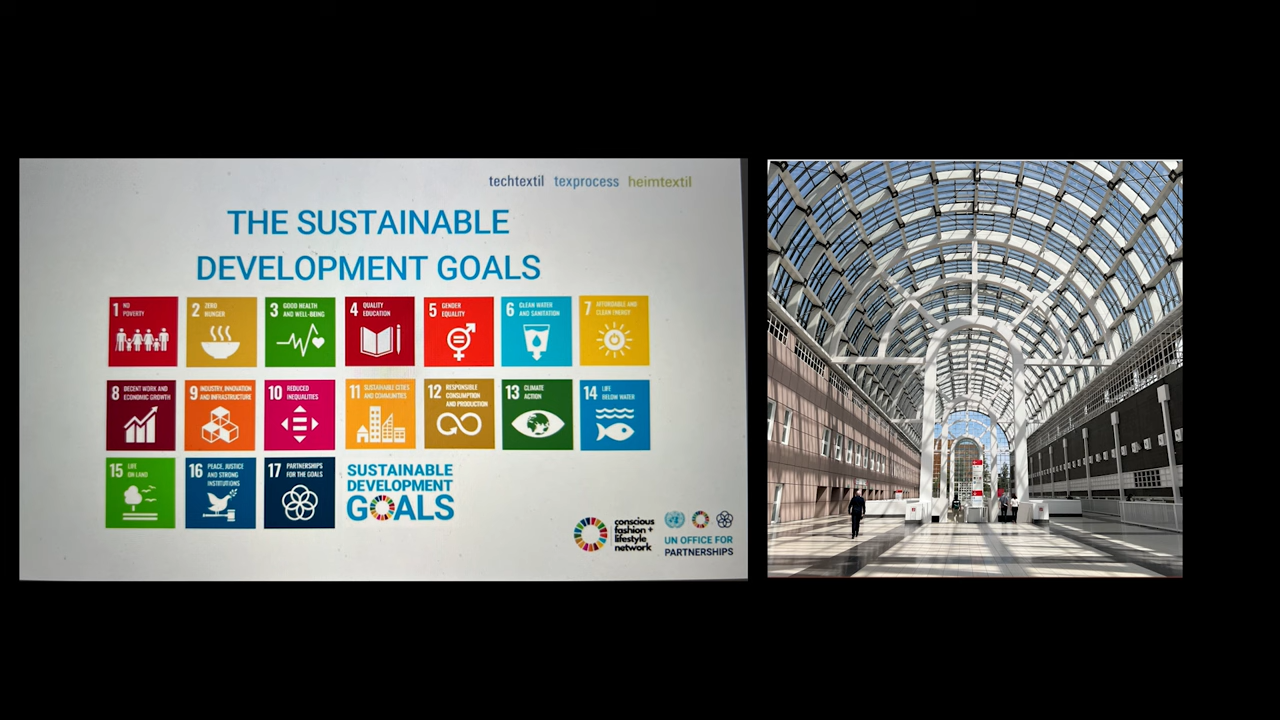 techtextil texprocess heimtextil
THE SUSTAINABLE
DEVELOPMENT GOALS
1 NO
POVERTY
2 ZERO
HUNGER
3 GOOD HEALTH
AND WELL-BEING
4 QUALITY
EDUCATION
5 GENDER
EQUALITY
6 CLEAN WATER
AND SANITATION
7 AFFORDABLE AND
CLEAN ENERGY
8 DECENT WORK AND
ECONOMIC GROWTH
9 INDUSTRY, INNOVATION
AND INFRASTRUCTURE
10 REDUCED
INEQUALITIES
11 SUSTAINABLE CITIES
AND COMMUNITIES
12 RESPONSIBLE
CONSUMPTION
AND PRODUCTION
13 CLIMATE
ACTION
14 LIFE
BELOW WATER
15 LIFE
ON LAND
16 PEACE, JUSTICE
AND STRONG
INSTITUTIONS
17 PARTNERSHIPS
FOR THE GOALS
SUSTAINABLE
DEVELOPMENT
GOALS
conscious
fashion +
lifestyle
network
UN OFFICE FOR
PARTNERSHIPS